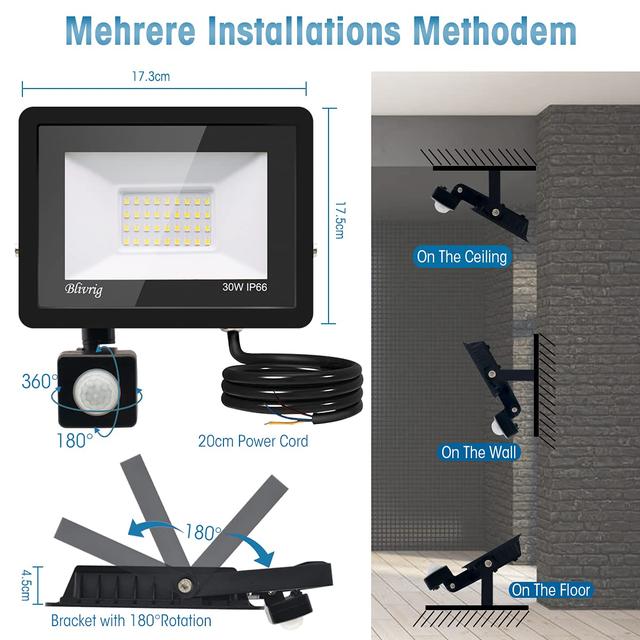 Mehrere Installations Methodem
17.3cm
17.5cm
Blivrig
30W IP66
360°
180°
20cm Power Cord
180°
4.5cm
Bracket with 180°Rotation
On The Ceiling
On The Wall
On The Floor